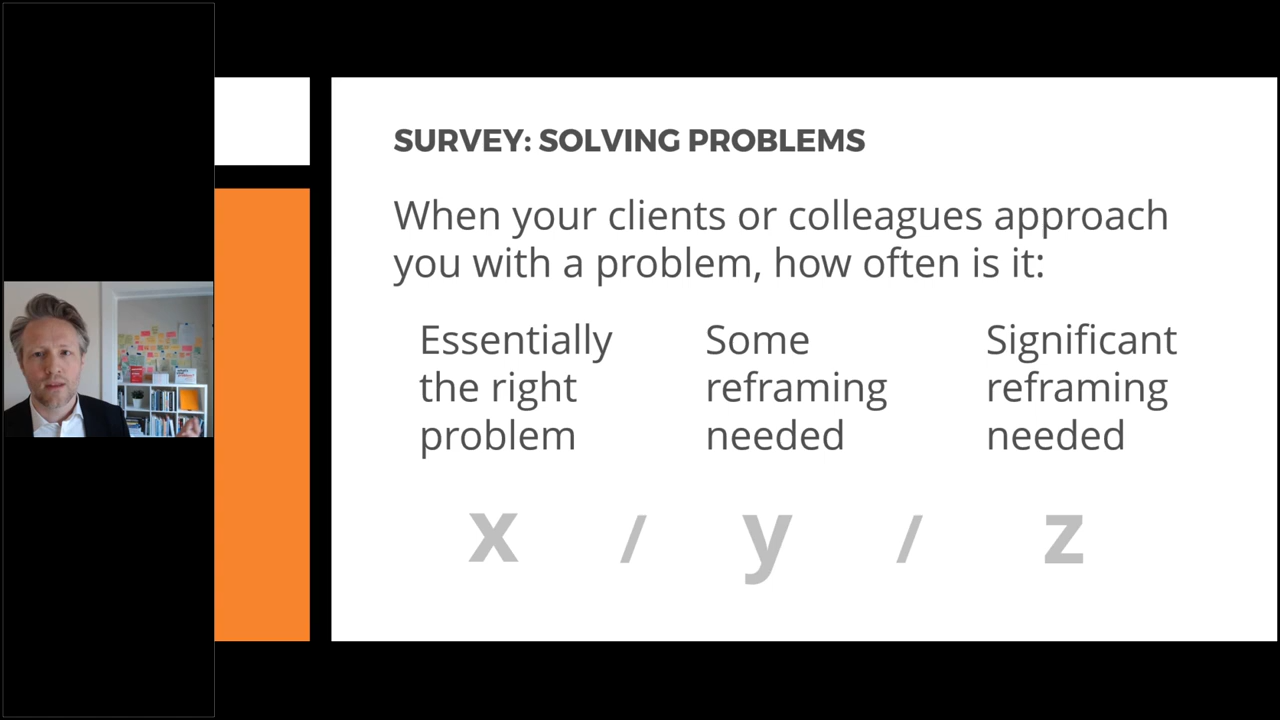 SURVEY: SOLVING PROBLEMS
When your clients or colleagues approach
you with a problem, how often is it:
Essentially
the right
problem
Some
reframing
needed
Significant
reframing
needed
x / y / z